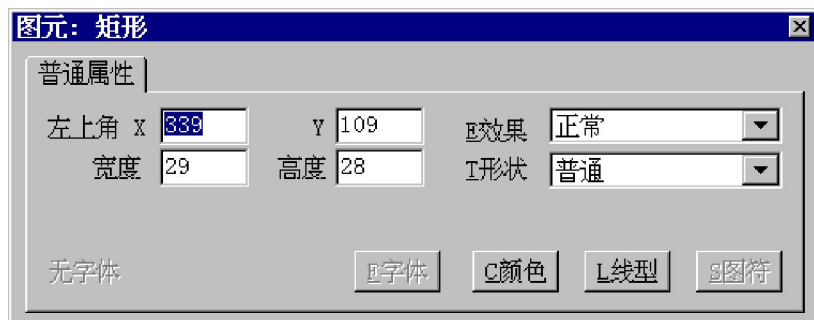 图元：矩形
普通属性
左上角 X 339 Y 109 E效果 正常
宽度 29 高度 28 T形状 普通
无字体 F字体 C颜色 L线型 S图符